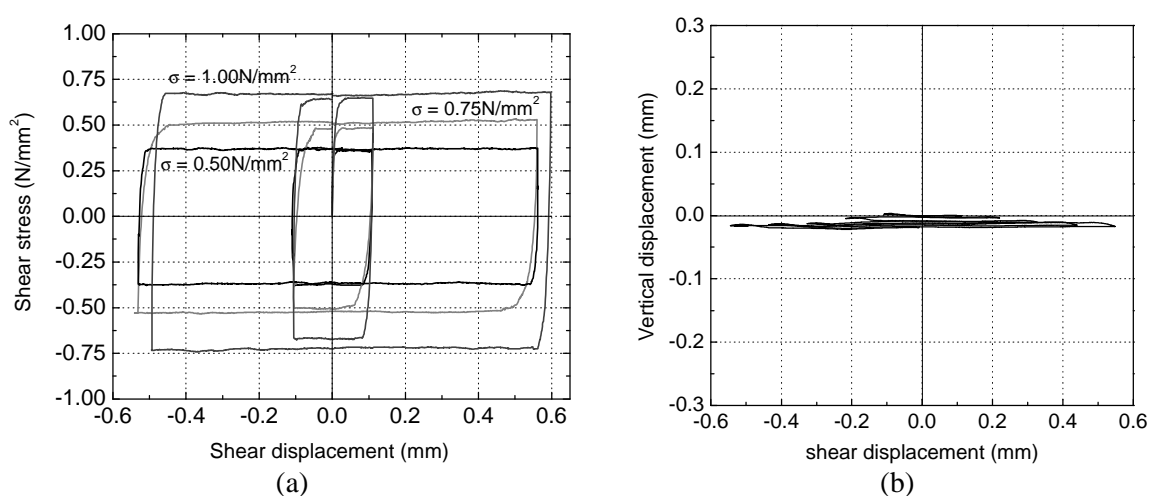 1.00
0.75
0.50
0.25
0.00
-0.25
-0.50
-0.75
-1.00
Shear stress (N/mm²)
σ = 1.00N/mm²
σ = 0.75N/mm²
σ = 0.50N/mm²
-0.6 -0.4 -0.2 0.0 0.2 0.4 0.6
Shear displacement (mm)
(a)
0.3
0.2
0.1
0.0
-0.1
-0.2
-0.3
Vertical displacement (mm)
-0.6 -0.4 -0.2 0.0 0.2 0.4 0.6
shear displacement (mm)
(b)